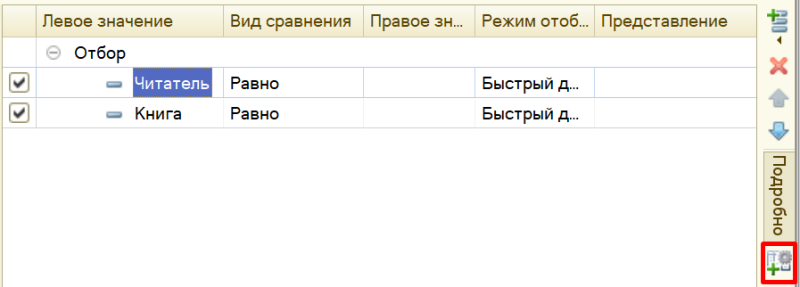 Левое значение Вид сравнения Правое зн... Режим отоб... Представление
Отбор
Читатель Равно Быстрый д...
Книга Равно Быстрый д...
Подробно